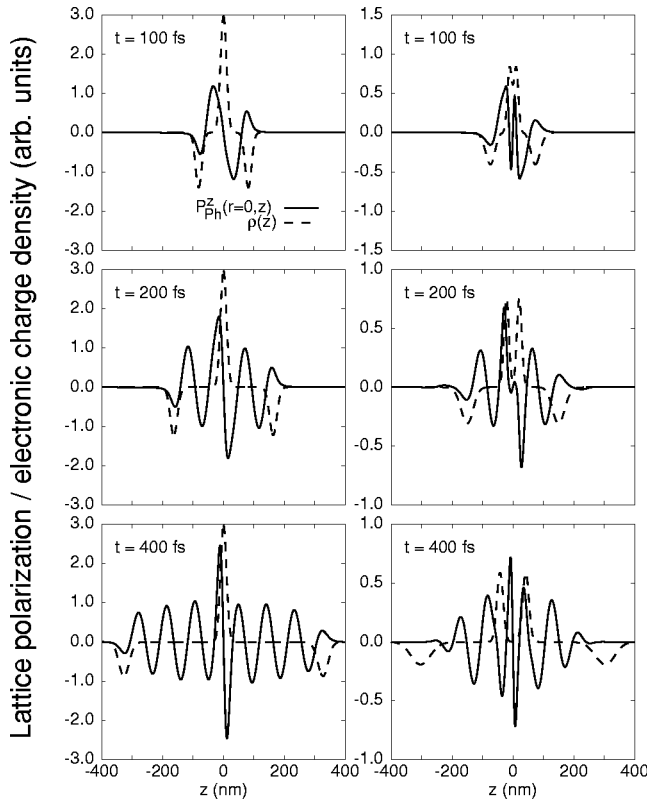 Lattice polarization / electronic charge density (arb. units)
t = 100 fs
3.0
2.0
1.0
0.0
-1.0
-2.0
-3.0
P^z_Ph(r=0,z)
ρ(z)
t = 100 fs
1.5
1.0
0.5
0.0
-0.5
-1.0
-1.5
t = 200 fs
3.0
2.0
1.0
0.0
-1.0
-2.0
-3.0
t = 200 fs
1.0
0.5
0.0
-0.5
-1.0
t = 400 fs
3.0
2.0
1.0
0.0
-1.0
-2.0
-3.0
-400 -200 0 200 400
z (nm)
t = 400 fs
1.0
0.5
0.0
-0.5
-1.0
-400 -200 0 200 400
z (nm)